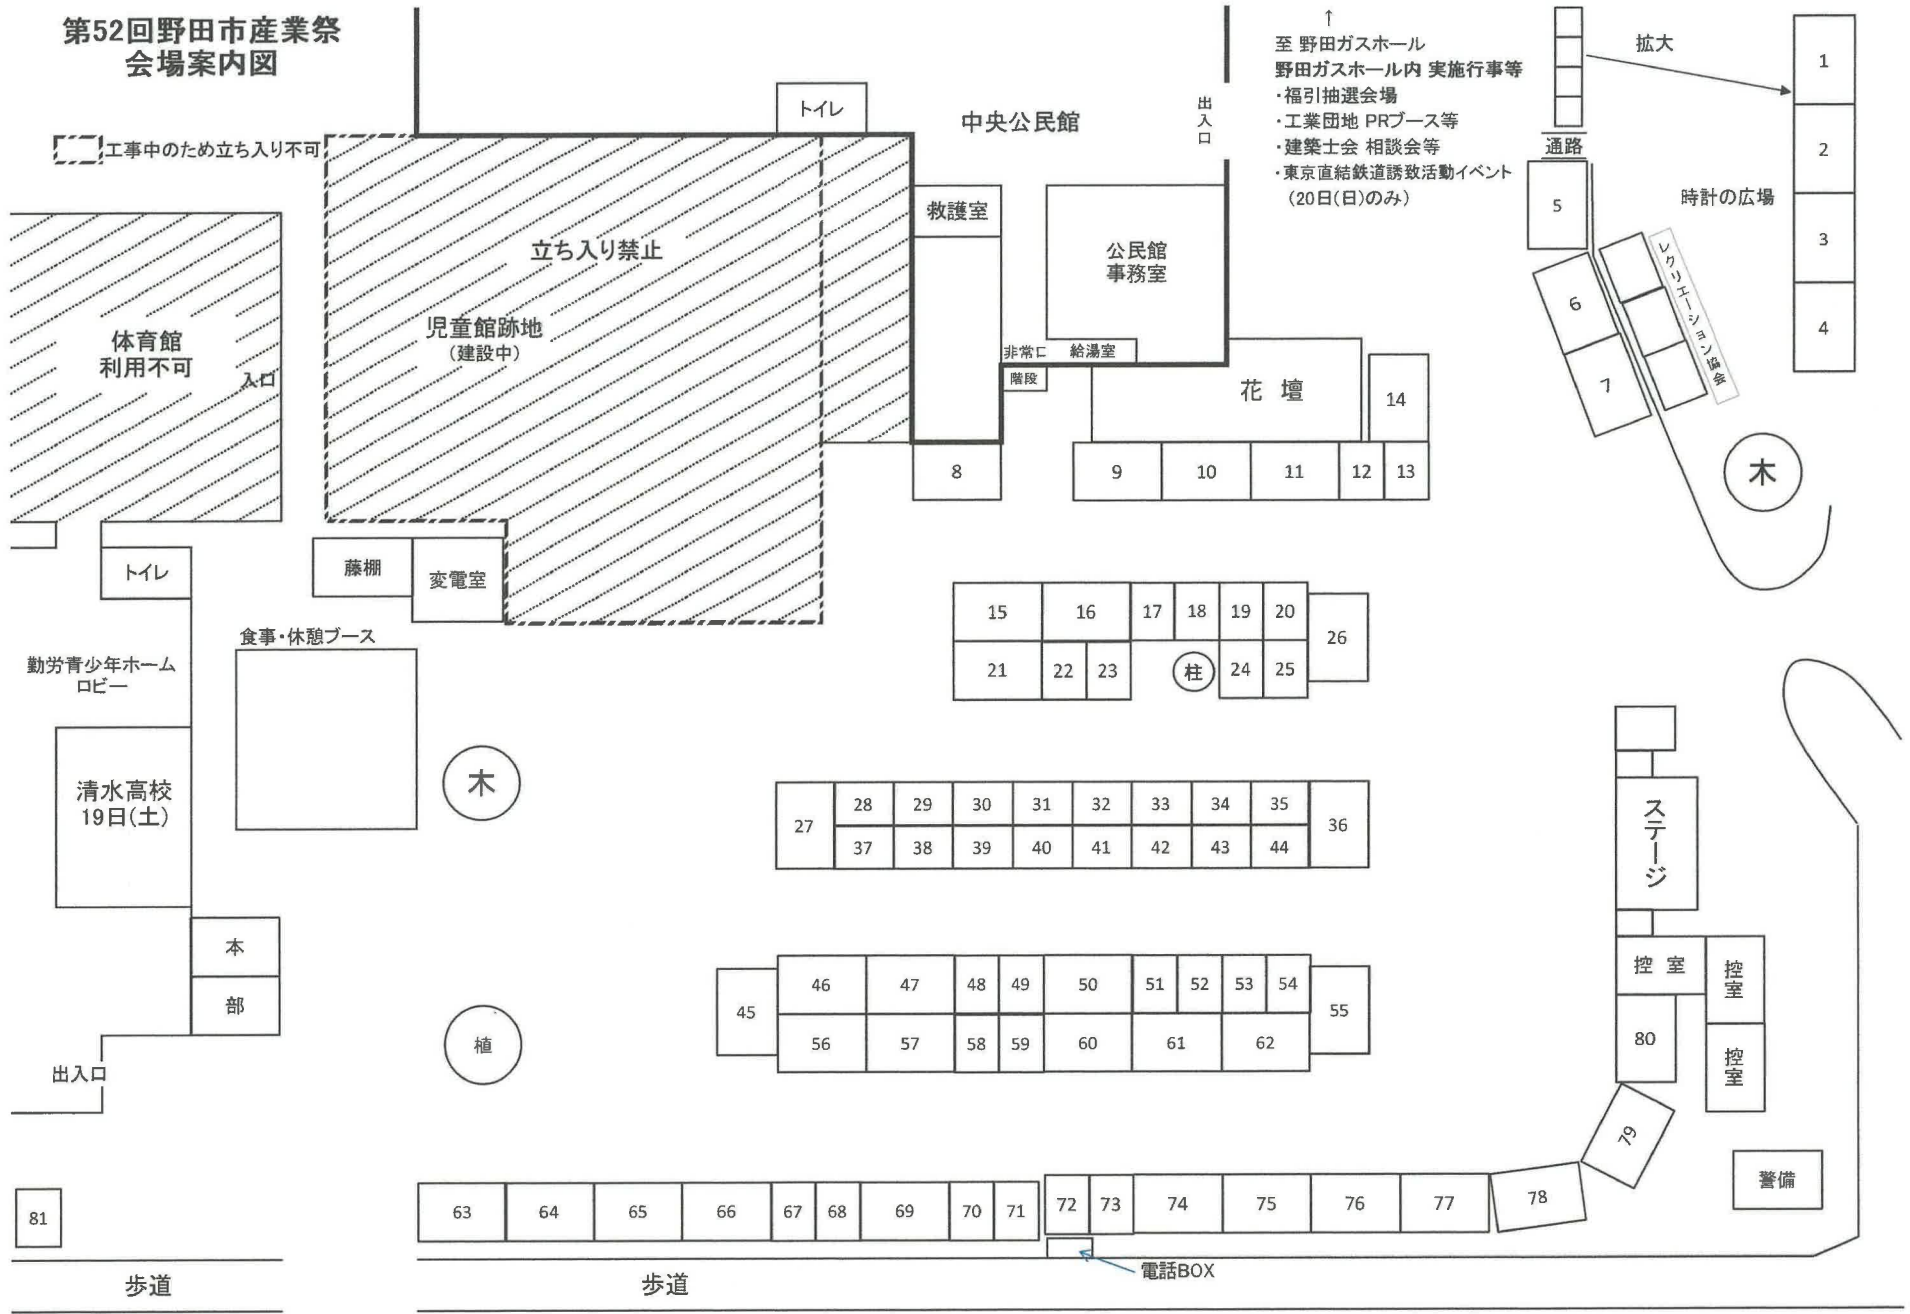 第52回野田市産業祭
会場案内図
工事中のため立ち入り不可
体育館
利用不可
入口
立ち入り禁止
児童館跡地
（建設中）
トイレ
中央公民館
出入口
↑
至 野田ガスホール
野田ガスホール内 実施行事等
・福引抽選会場
・工業団地 PRブース等
・建築士会 相談会等
・東京直結鉄道誘致活動イベント
（20日(日)のみ）
拡大
通路
時計の広場
1
2
3
4
5
6
7
レクリエーション協会
木
救護室
公民館
事務室
非常口
給湯室
階段
花 壇
14
8
9
10
11
12
13
トイレ
藤棚
変電室
食事・休憩ブース
勤労青少年ホーム
ロビー
清水高校
19日(土)
木
本
部
出入口
植
15
16
17
18
19
20
26
21
22
23
柱
24
25
27
28
29
30
31
32
33
34
35
36
37
38
39
40
41
42
43
44
45
46
47
48
49
50
51
52
53
54
55
56
57
58
59
60
61
62
ステージ
控 室
控室
控室
80
79
警備
81
63
64
65
66
67
68
69
70
71
72
73
74
75
76
77
78
電話BOX
歩道
歩道